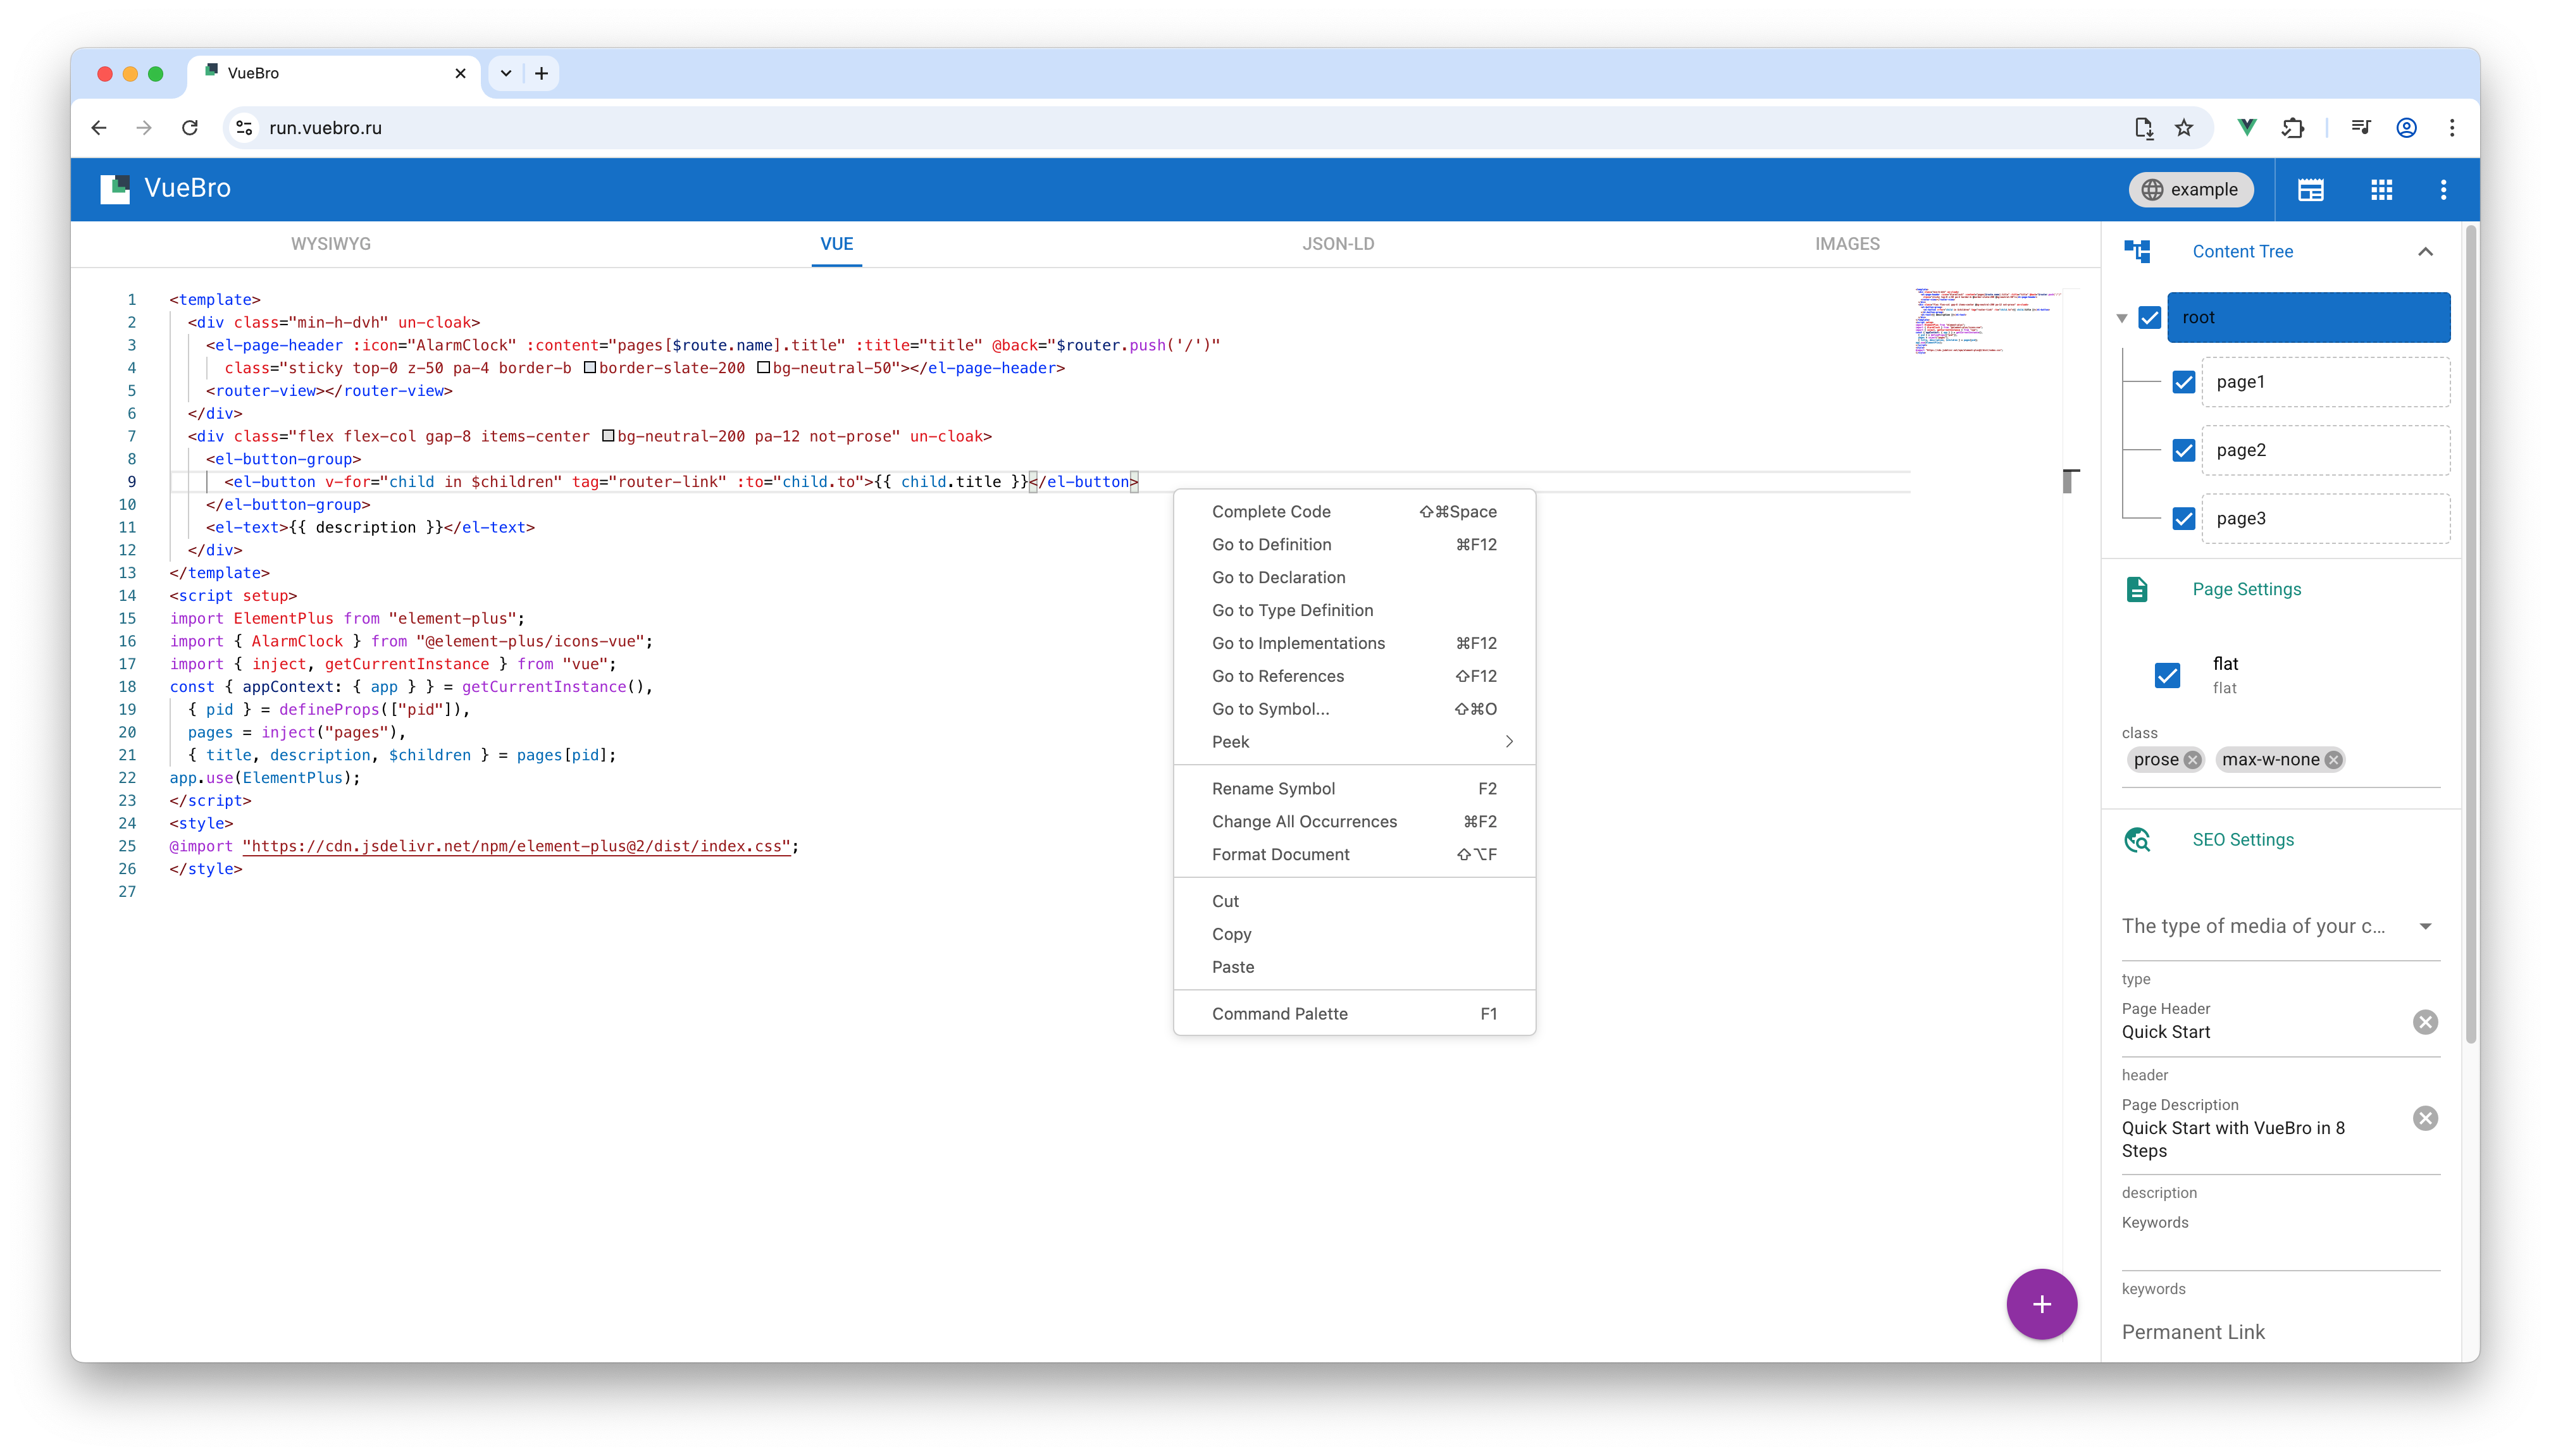 VueBro
run.vuebro.ru
VueBro
example
WYSIWYG
VUE
JSON-LD
IMAGES
1 <template>
2 <div class="min-h-dvh" un-cloak>
3 <el-page-header :icon="AlarmClock" :content="pages[$route.name].title" :title="title" @back="$router.push('/')"
4 class="sticky top-0 z-50 pa-4 border-b border-slate-200 bg-neutral-50"></el-page-header>
5 <router-view></router-view>
6 </div>
7 <div class="flex flex-col gap-8 items-center bg-neutral-200 pa-12 not-prose" un-cloak>
8 <el-button-group>
9 <el-button v-for="child in $children" tag="router-link" :to="child.to">{{ child.title }}</el-button>
10 </el-button-group>
11 <el-text>{{ description }}</el-text>
12 </div>
13 </template>
14 <script setup>
15 import ElementPlus from "element-plus";
16 import { AlarmClock } from "@element-plus/icons-vue";
17 import { inject, getCurrentInstance } from "vue";
18 const { appContext: { app } } = getCurrentInstance(),
19 { pid } = defineProps(["pid"]),
20 pages = inject("pages"),
21 { title, description, $children } = pages[pid];
22 app.use(ElementPlus);
23 </script>
24 <style>
25 @import "https://cdn.jsdelivr.net/npm/element-plus@2/dist/index.css";
26 </style>
27
Complete Code ⇧⌘Space
Go to Definition ⌘F12
Go to Declaration
Go to Type Definition
Go to Implementations ⌘F12
Go to References ⇧F12
Go to Symbol... ⇧⌘O
Peek
Rename Symbol F2
Change All Occurrences ⌘F2
Format Document ⇧⌥F
Cut
Copy
Paste
Command Palette F1
Content Tree
root
page1
page2
page3
Page Settings
flat
flat
class
prose
max-w-none
SEO Settings
The type of media of your c...
type
Page Header
Quick Start
header
Page Description
Quick Start with VueBro in 8
Steps
description
Keywords
keywords
Permanent Link